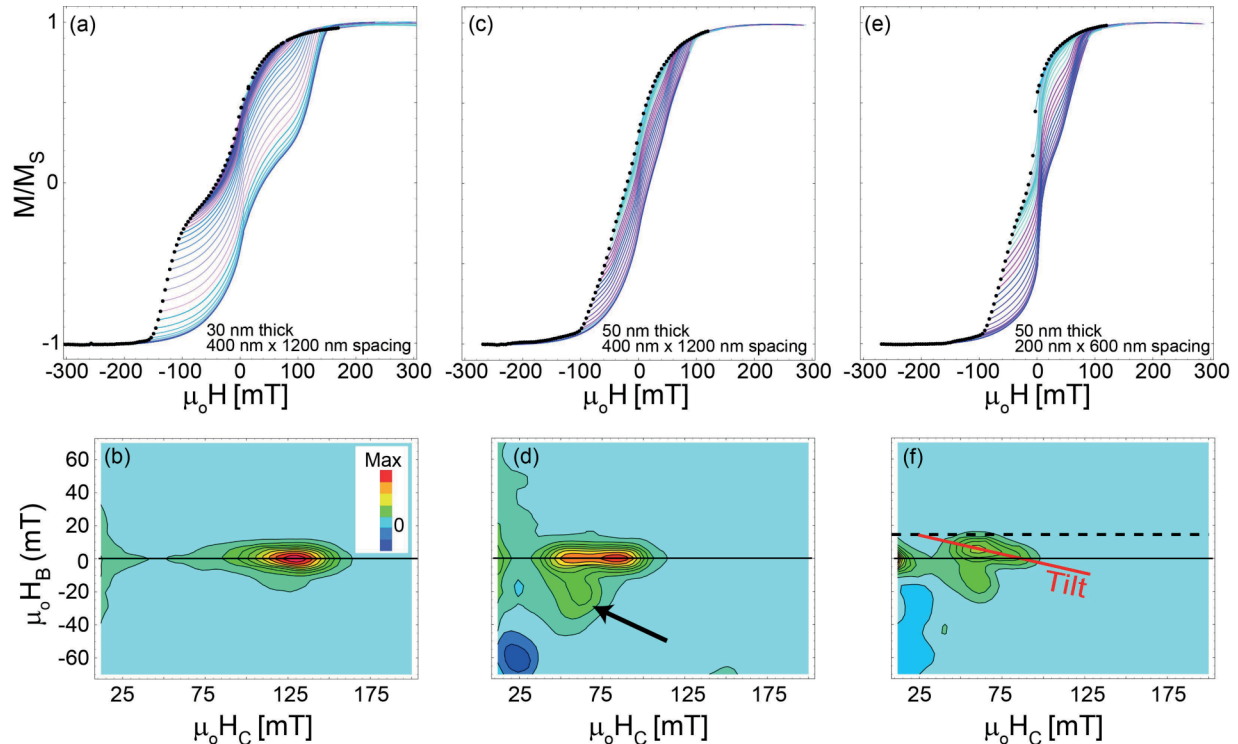 (a)
1
0
-1
M/M_S
30 nm thick
400 nm x 1200 nm spacing
-300 -200 -100 0 100 200 300
μ_oH [mT]
(c)
50 nm thick
400 nm x 1200 nm spacing
-300 -200 -100 0 100 200 300
μ_oH [mT]
(e)
50 nm thick
200 nm x 600 nm spacing
-300 -200 -100 0 100 200 300
μ_oH [mT]
(b)
Max
0
60
40
20
0
-20
-40
-60
μ_oH_B (mT)
25 75 125 175
μ_oH_C [mT]
(d)
25 75 125 175
μ_oH_C [mT]
(f)
Tilt
25 75 125 175
μ_oH_C [mT]